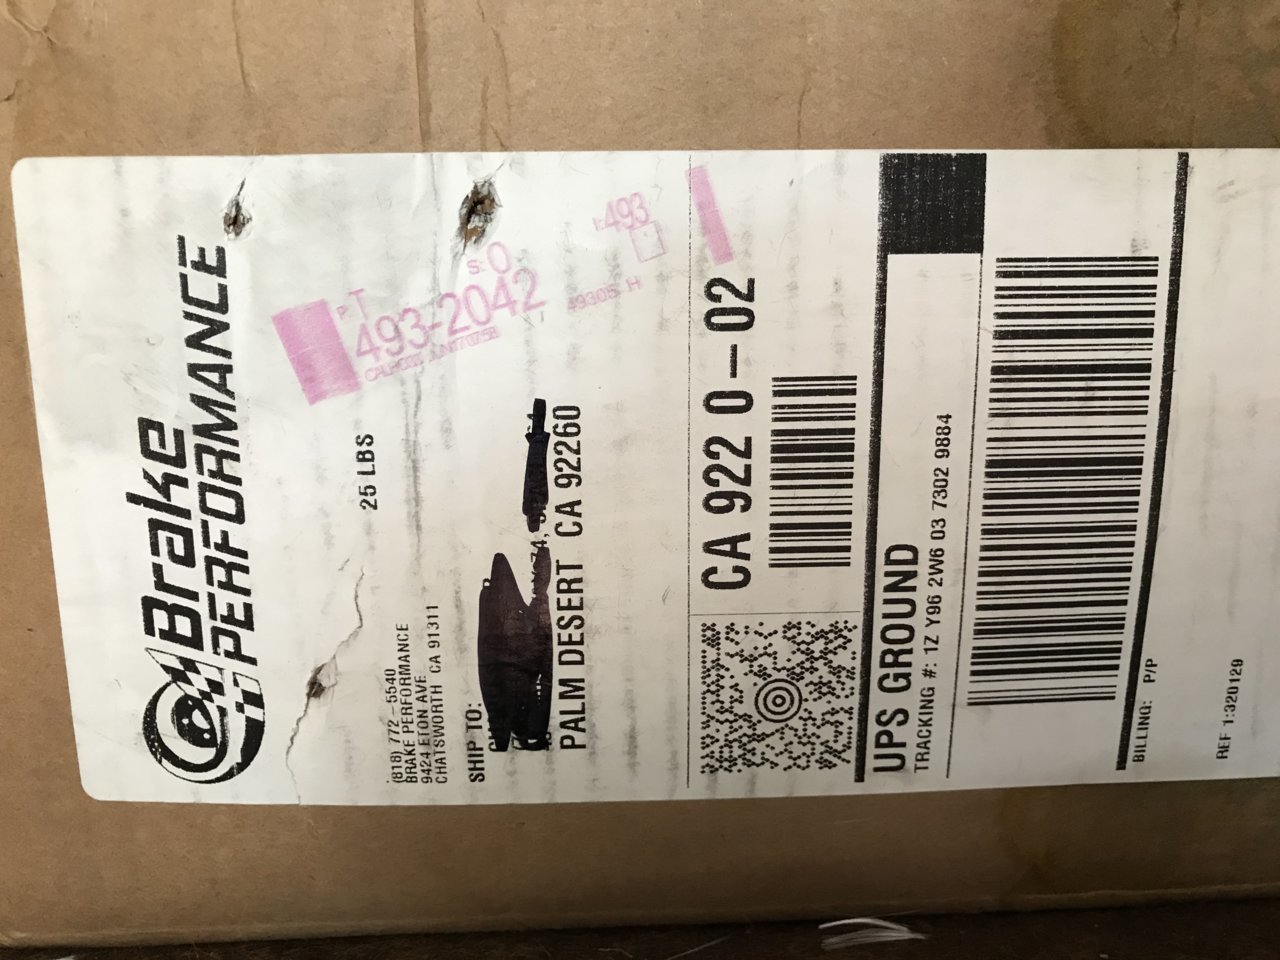 Brake
PERFORMANCE
25 LBS
P: T
S: O
493-2042
I: 493
49305 H
(818) 772-5540
BRAKE PERFORMANCE
9424 ETON AVE
CHATSWORTH CA 91311
SHIP TO:
PALM DESERT CA 92260
CA 922 0-02
UPS GROUND
TRACKING #: 1Z Y96 2W6 03 7302 9884
BILLING: P/P
REF 1:320129